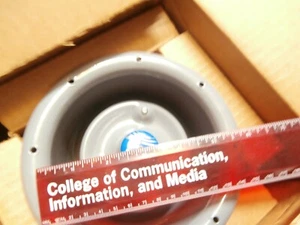 College of Communication,
Information, and Media